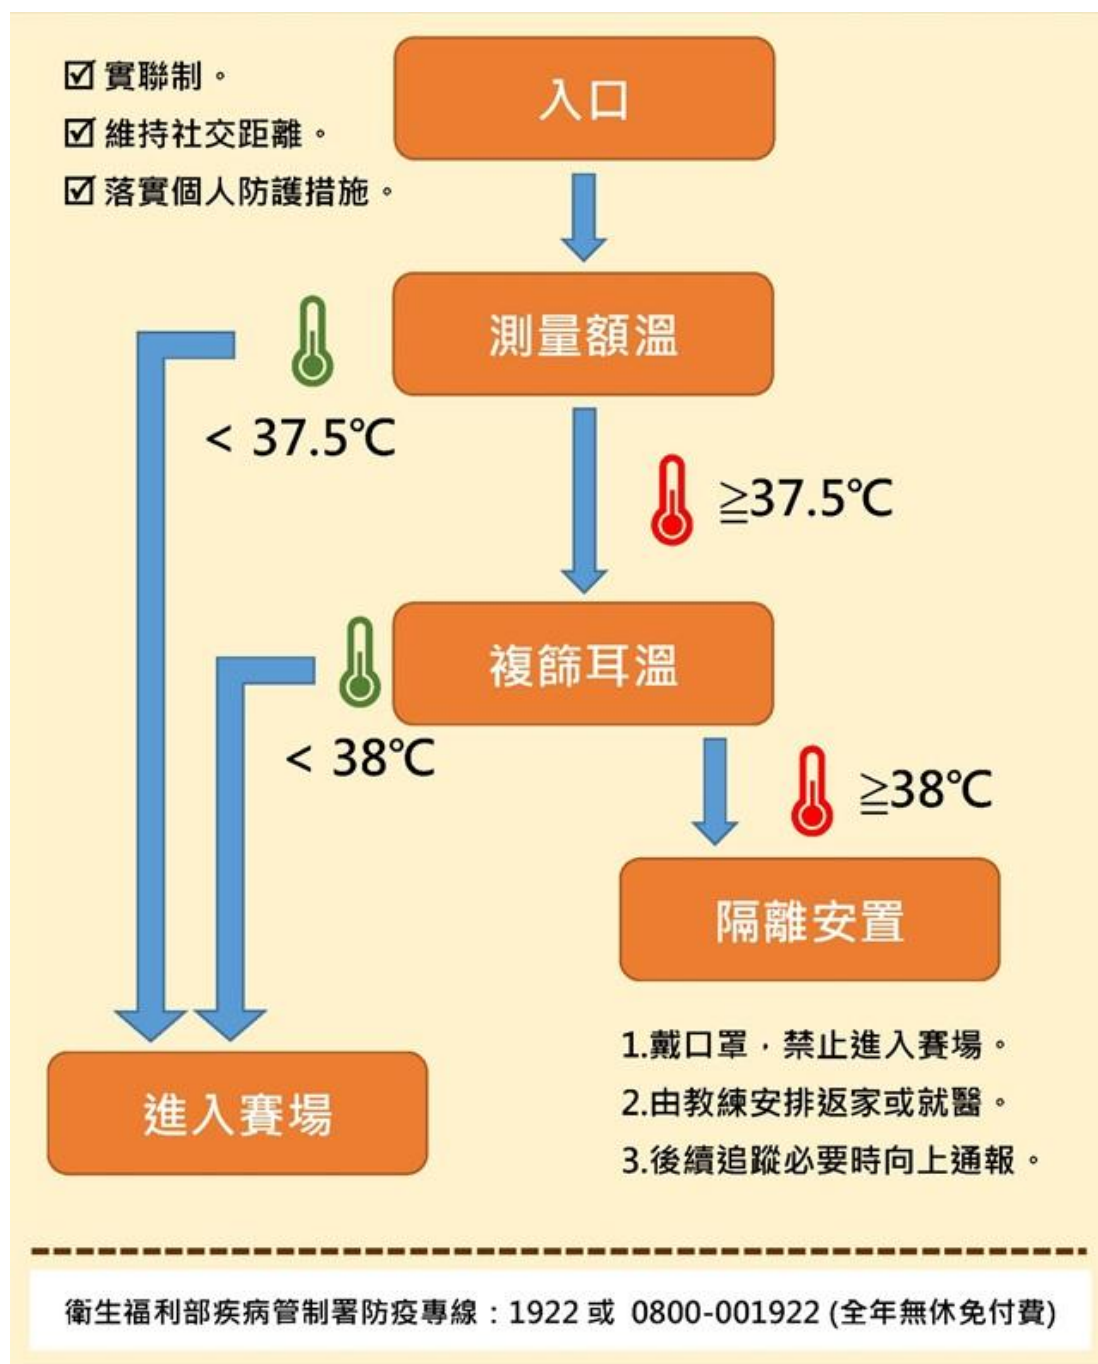 入口
☑ 實聯制。
☑ 維持社交距離。
☑ 落實個人防護措施。
測量額溫
< 37.5℃
≧37.5℃
複篩耳溫
< 38℃
≧38℃
隔離安置
1.戴口罩，禁止進入賽場。
2.由教練安排返家或就醫。
3.後續追蹤必要時向上通報。
進入賽場
衛生福利部疾病管制署防疫專線：1922 或 0800-001922 (全年無休免付費)